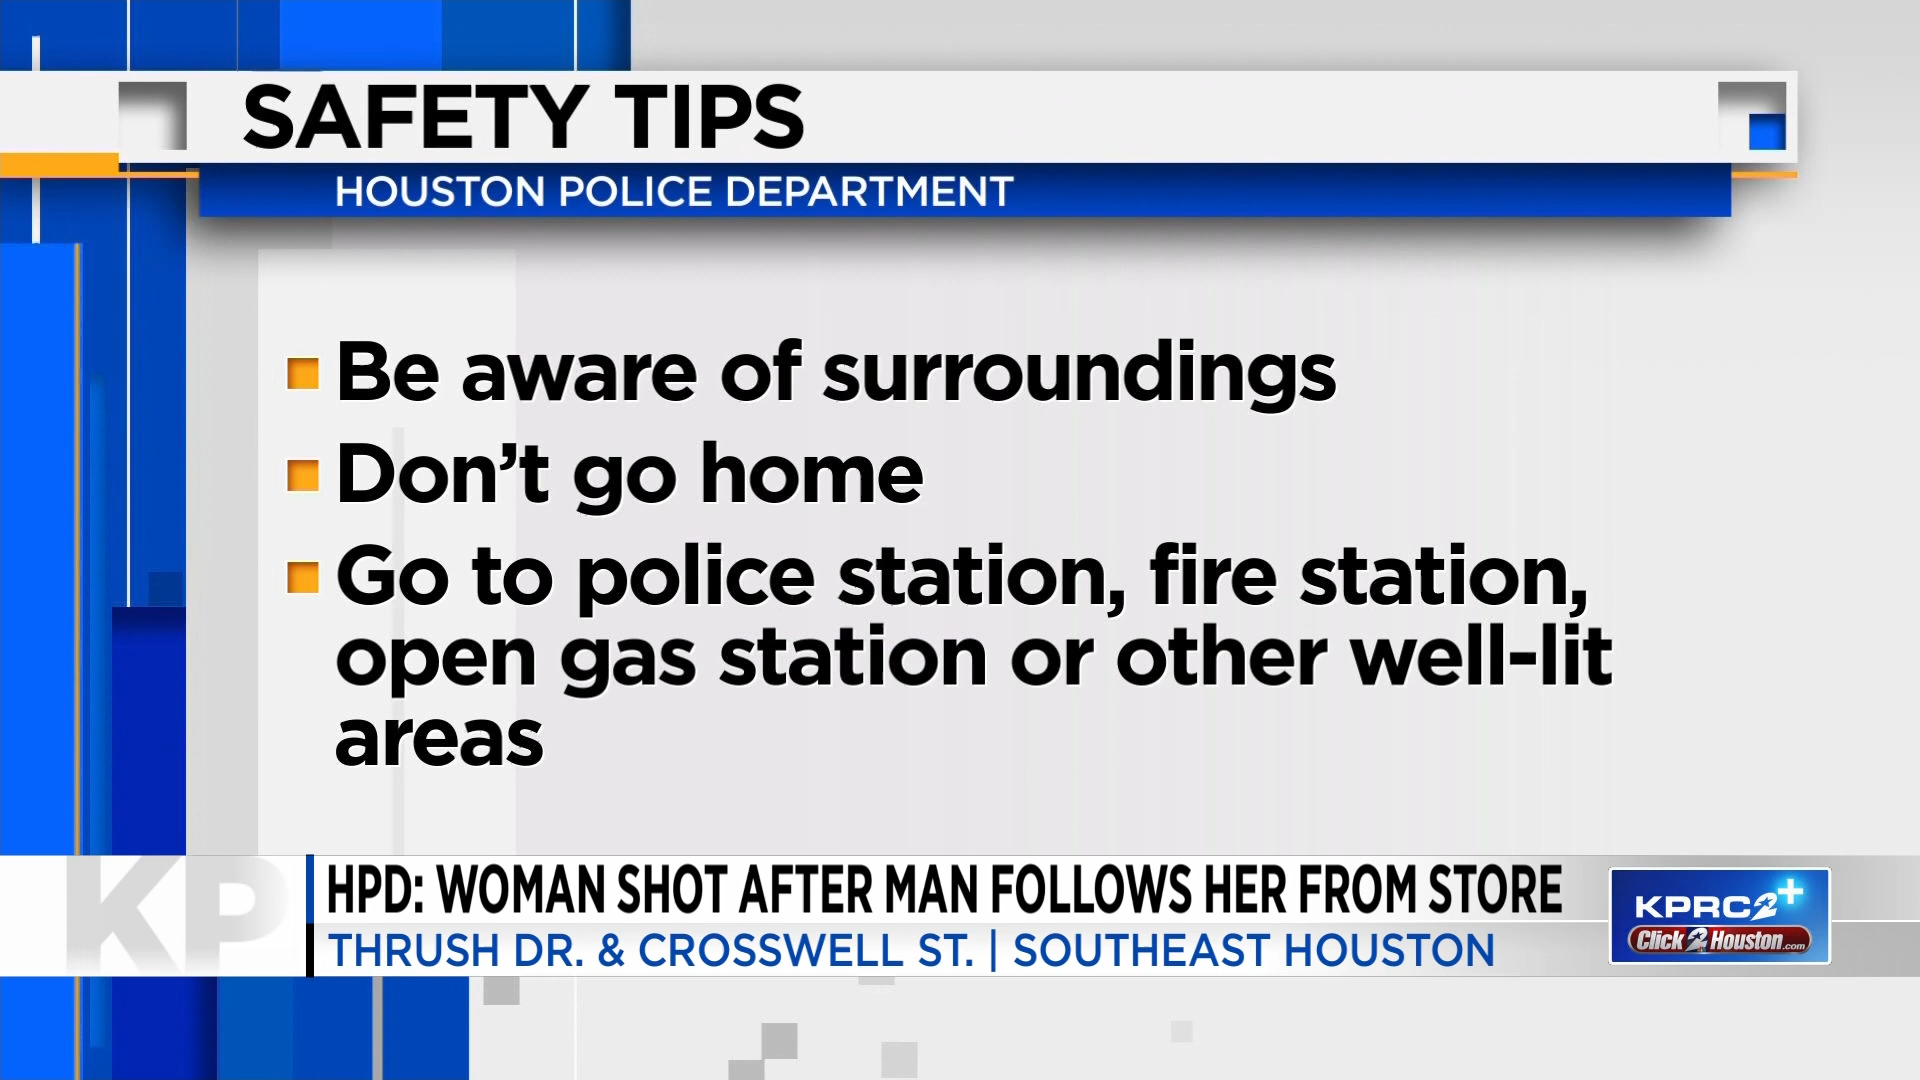 SAFETY TIPS
HOUSTON POLICE DEPARTMENT
Be aware of surroundings
Don’t go home
Go to police station, fire station,
open gas station or other well-lit
areas
KP
HPD: WOMAN SHOT AFTER MAN FOLLOWS HER FROM STORE
THRUSH DR. & CROSSWELL ST. | SOUTHEAST HOUSTON
KPRC2+
Click2Houston.com